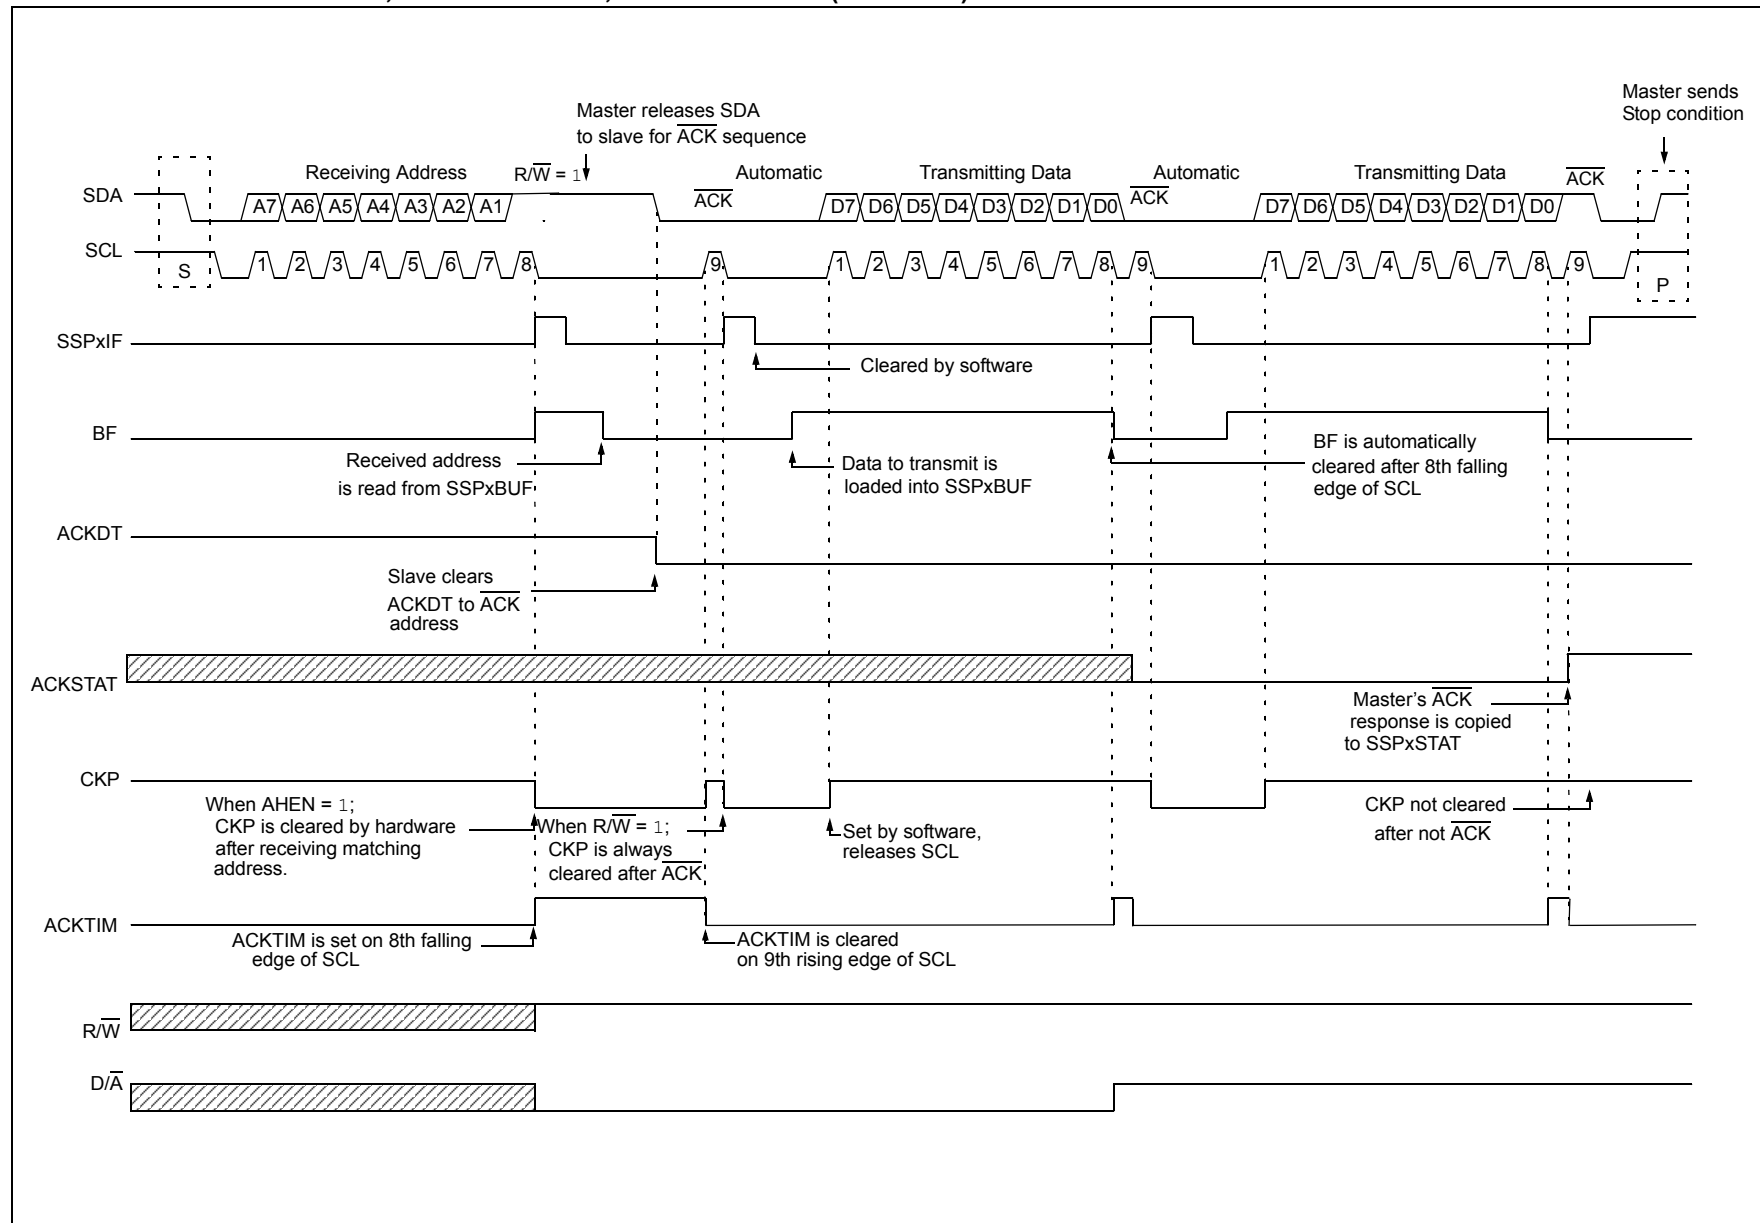 Master sends
Stop condition
Master releases SDA
to slave for ACK sequence
Receiving Address
R/W = 1
Automatic
Transmitting Data
Automatic
Transmitting Data
ACK
SDA
A7 A6 A5 A4 A3 A2 A1
ACK
D7 D6 D5 D4 D3 D2 D1 D0
ACK
D7 D6 D5 D4 D3 D2 D1 D0
SCL
S
1 2 3 4 5 6 7 8 9
1 2 3 4 5 6 7 8 9
1 2 3 4 5 6 7 8 9
P
SSPxIF
Cleared by software
BF
Received address
is read from SSPxBUF
Data to transmit is
loaded into SSPxBUF
BF is automatically
cleared after 8th falling
edge of SCL
ACKDT
Slave clears
ACKDT to ACK
address
ACKSTAT
Master's ACK
response is copied
to SSPxSTAT
CKP
When AHEN = 1;
CKP is cleared by hardware
after receiving matching
address.
When R/W = 1;
CKP is always
cleared after ACK
Set by software,
releases SCL
CKP not cleared
after not ACK
ACKTIM
ACKTIM is set on 8th falling
edge of SCL
ACKTIM is cleared
on 9th rising edge of SCL
R/W
D/A